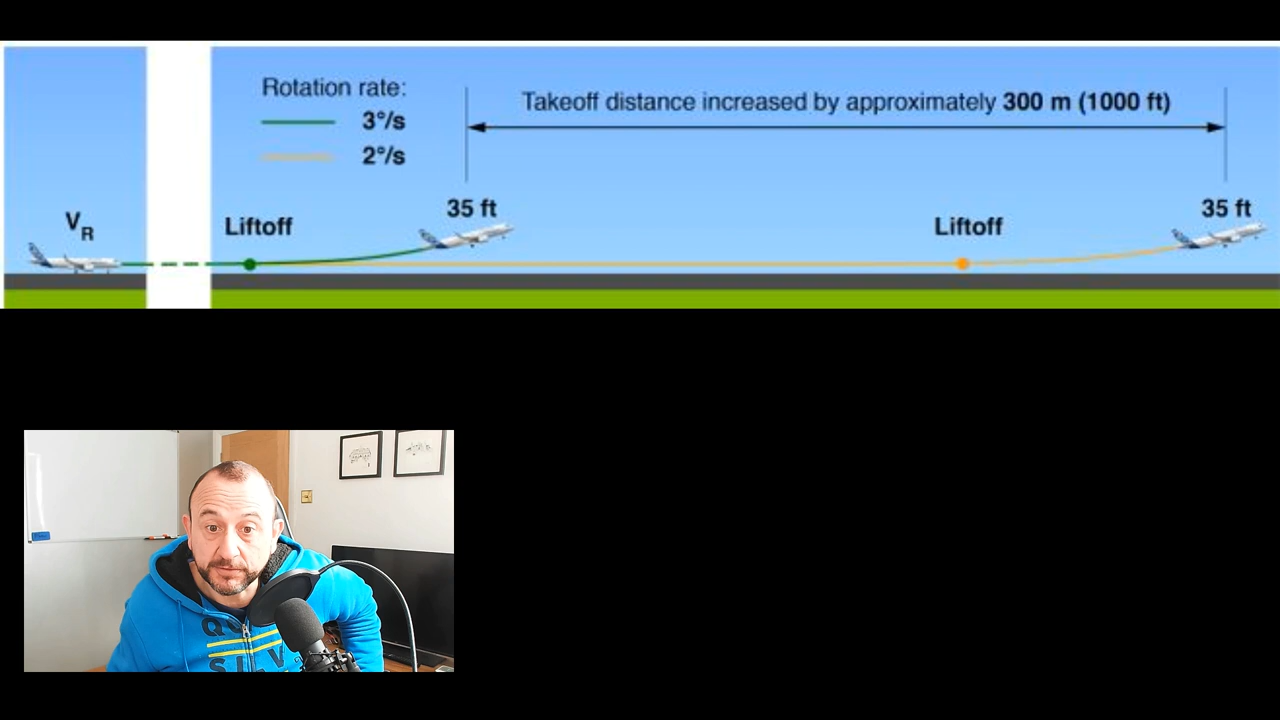 Rotation rate:
3°/s
2°/s
Takeoff distance increased by approximately 300 m (1000 ft)
VR
Liftoff
35 ft
Liftoff
35 ft